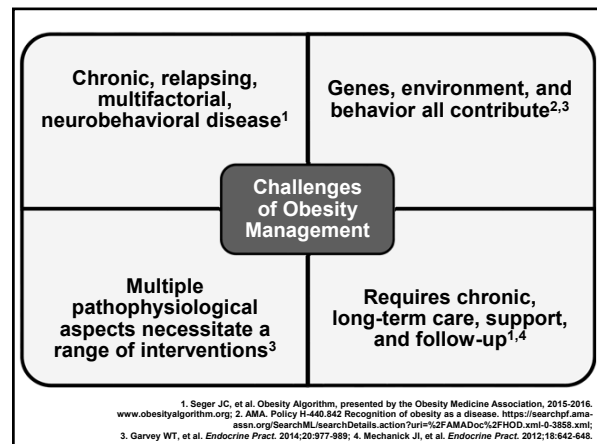 Chronic, relapsing,
multifactorial,
neurobehavioral disease1
Genes, environment, and
behavior all contribute2,3
Challenges
of Obesity
Management
Multiple
pathophysiological
aspects necessitate a
range of interventions3
Requires chronic,
long-term care, support,
and follow-up1,4
1. Seger JC, et al. Obesity Algorithm, presented by the Obesity Medicine Association, 2015-2016.
www.obesityalgorithm.org; 2. AMA. Policy H-440.842 Recognition of obesity as a disease. https://searchpf.ama-
assn.org/SearchML/searchDetails.action?uri=%2FAMADoc%2FHOD.xml-0-3858.xml;
3. Garvey WT, et al. Endocrine Pract. 2014;20:977-989; 4. Mechanick JI, et al. Endocrine Pract. 2012;18:642-648.